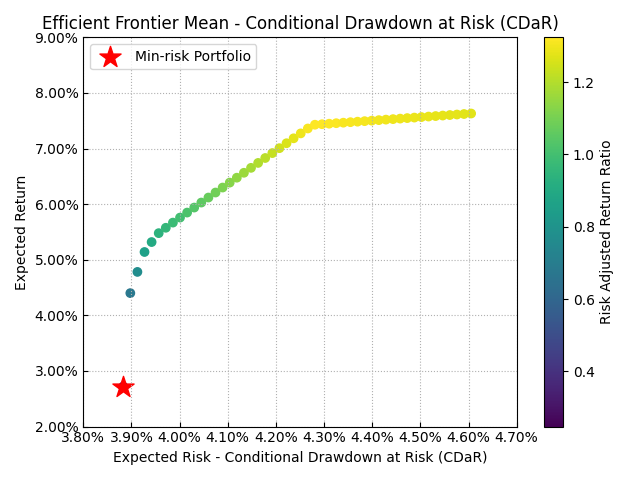 Efficient Frontier Mean - Conditional Drawdown at Risk (CDaR)
Min-risk Portfolio
9.00%
8.00%
7.00%
6.00%
5.00%
4.00%
3.00%
2.00%
Expected Return
3.80% 3.90% 4.00% 4.10% 4.20% 4.30% 4.40% 4.50% 4.60% 4.70%
Expected Risk - Conditional Drawdown at Risk (CDaR)
1.2
1.0
0.8
0.6
0.4
Risk Adjusted Return Ratio